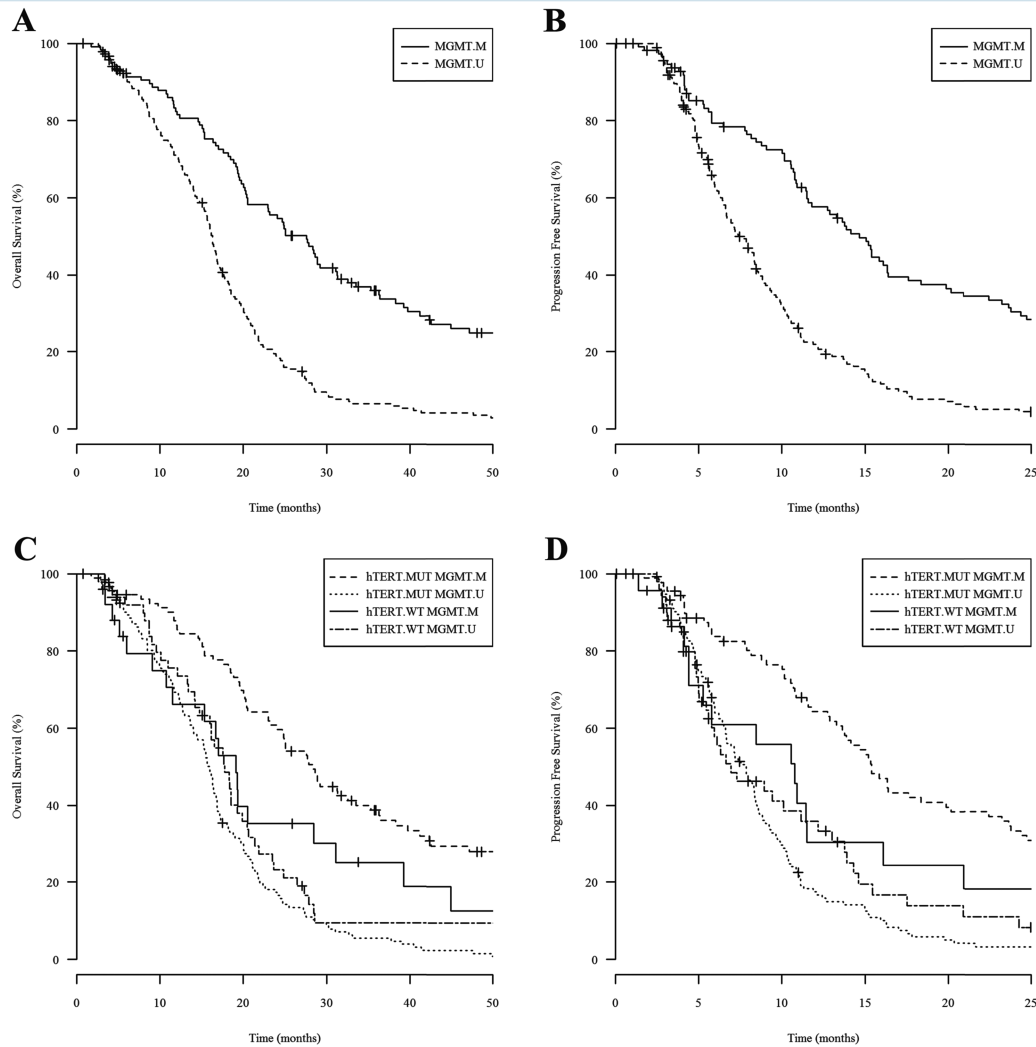 A
MGMT.M
MGMT.U
100
80
60
40
20
0
Overall Survival (%)
0 10 20 30 40 50
Time (months)
B
MGMT.M
MGMT.U
100
80
60
40
20
0
Progression Free Survival (%)
0 5 10 15 20 25
Time (months)
C
hTERT.MUT MGMT.M
hTERT.MUT MGMT.U
hTERT.WT MGMT.M
hTERT.WT MGMT.U
100
80
60
40
20
0
Overall Survival (%)
0 10 20 30 40 50
Time (months)
D
hTERT.MUT MGMT.M
hTERT.MUT MGMT.U
hTERT.WT MGMT.M
hTERT.WT MGMT.U
100
80
60
40
20
0
Progression Free Survival (%)
0 5 10 15 20 25
Time (months)